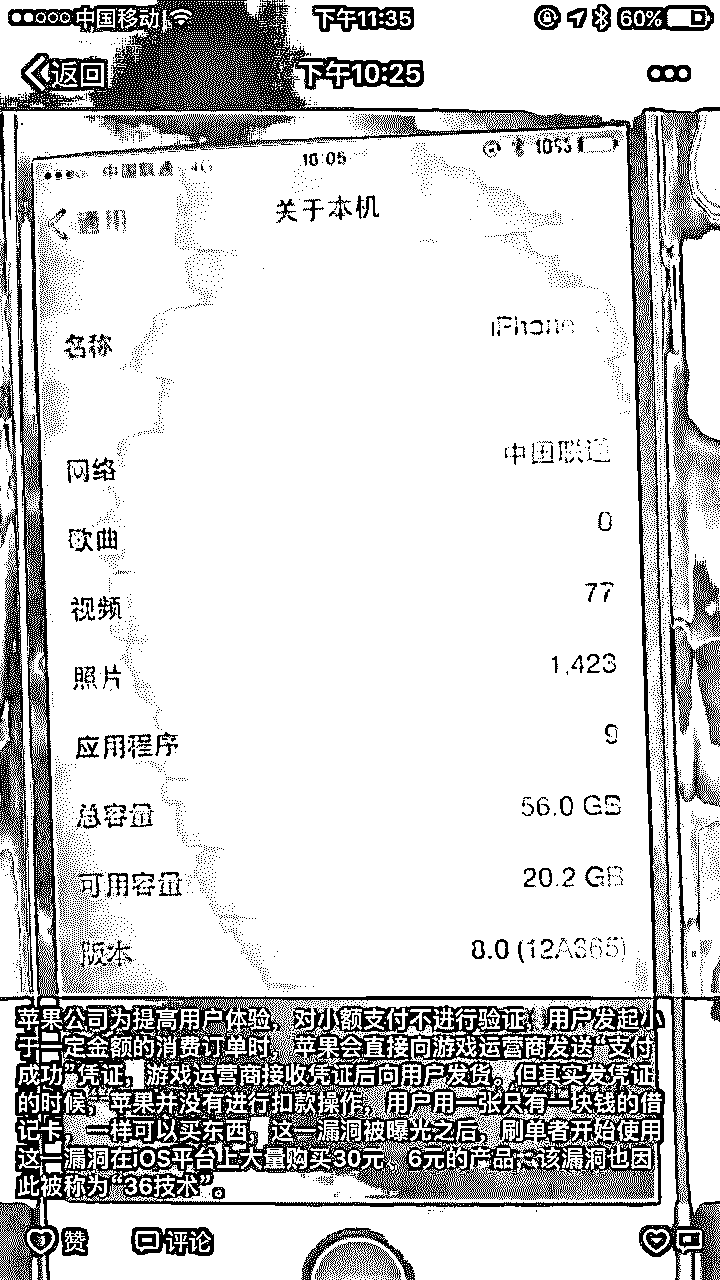 中国移动 下午11:35 60%
返回 下午10:25
中国联通 4G 10:05
通用 关于本机
名称 iPhone
网络 中国联通
歌曲 0
视频 77
照片 1,423
应用程序 9
总容量 56.0 GB
可用容量 20.2 GB
版本 8.0 (12A365)
苹果公司为提高用户体验，对小额支付不进行验证，用户发起小
于一定金额的消费订单时，苹果会直接向游戏运营商发送“支付
成功”凭证，游戏运营商接收凭证后向用户发货。但其实发凭证
的时候，苹果并没有进行扣款操作，用户用一张只有一块钱的借
记卡，一样可以买东西，这一漏洞被曝光之后，刷单者开始使用
这一漏洞在iOS平台上大量购买30元、6元的产品，该漏洞也因
此被称为“36技术”。
赞 评论